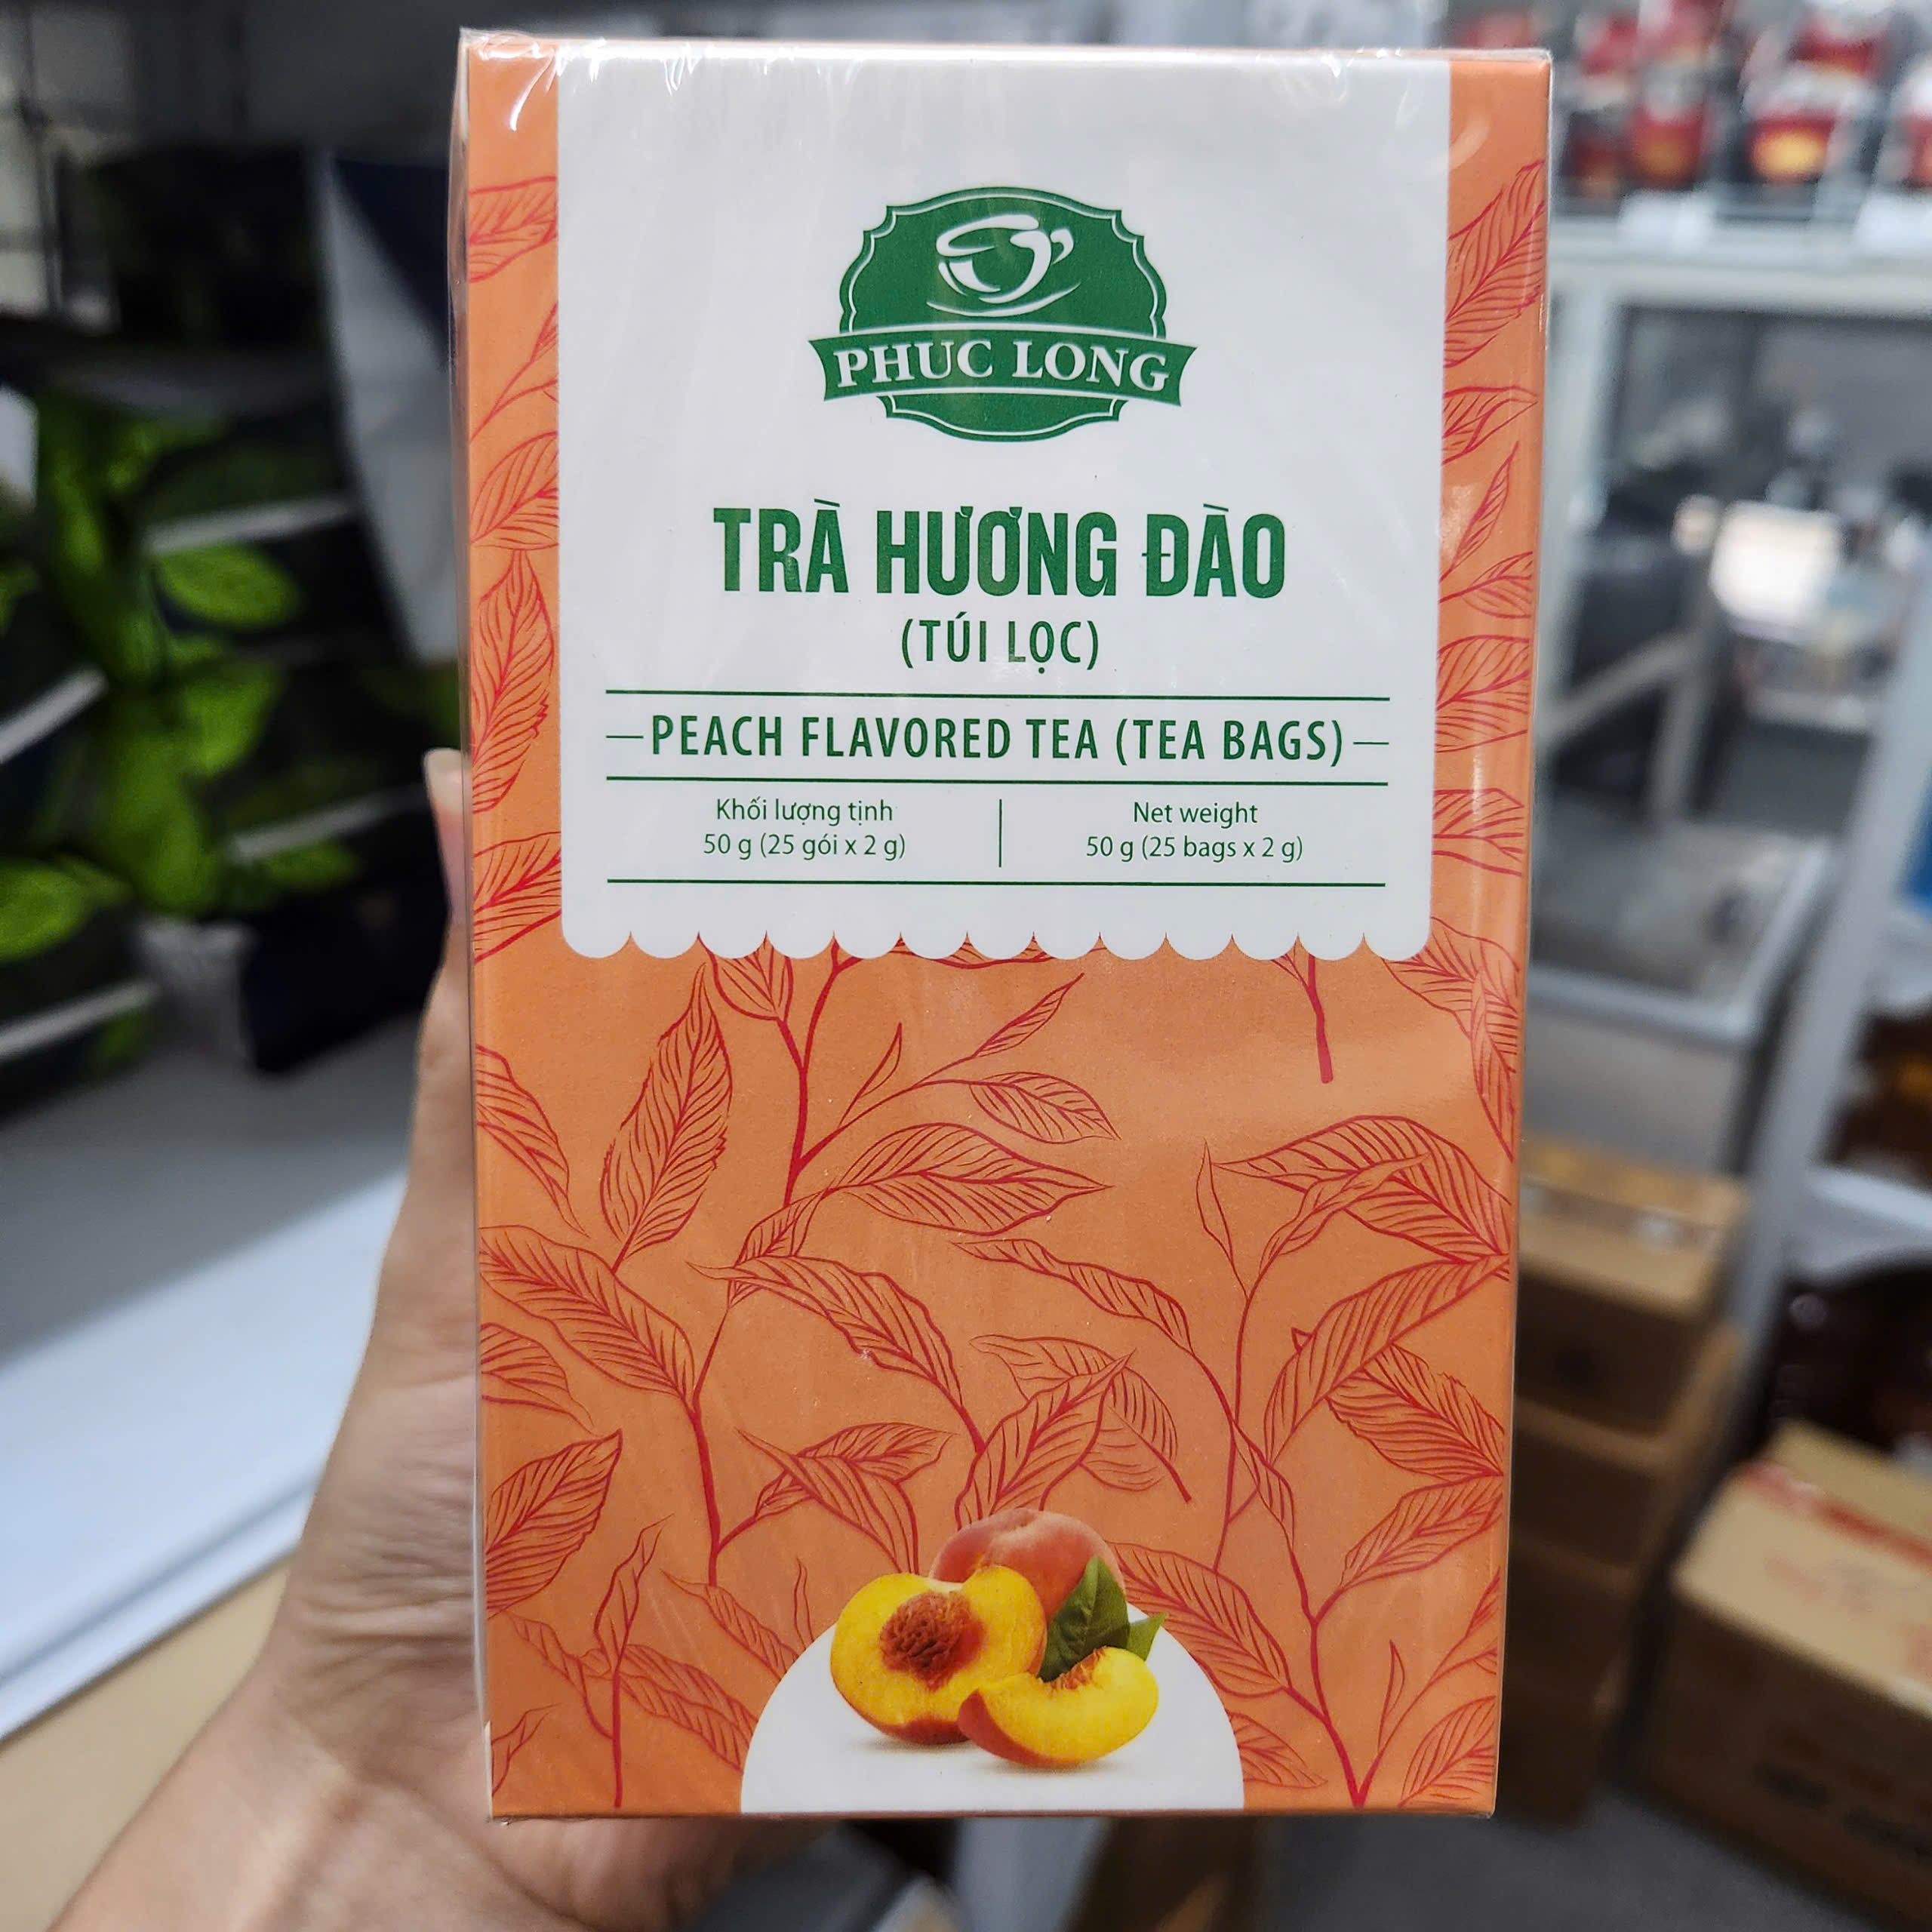 PHUC LONG
TRÀ HƯƠNG ĐÀO
(TÚI LỌC)
PEACH FLAVORED TEA (TEA BAGS)
Khối lượng tịnh
50 g (25 gói x 2 g)
Net weight
50 g (25 bags x 2 g)